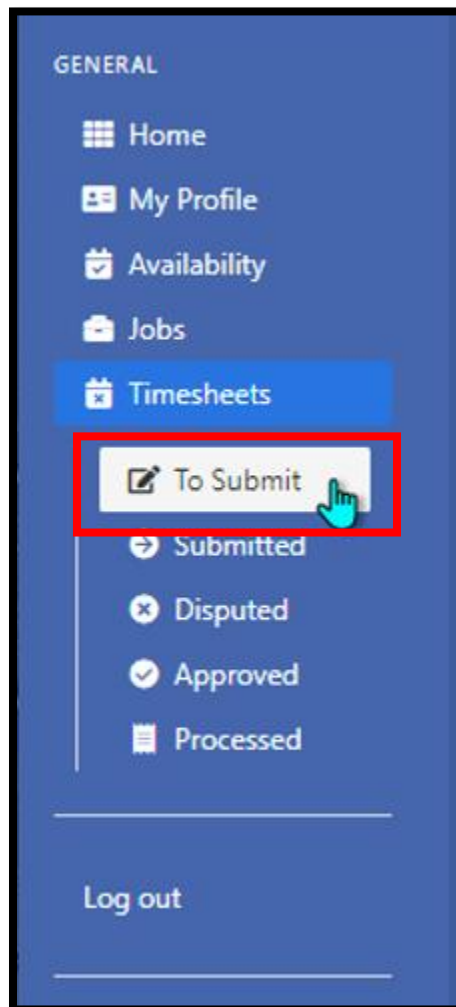 GENERAL
Home
My Profile
Availability
Jobs
Timesheets
To Submit
Submitted
Disputed
Approved
Processed
Log out